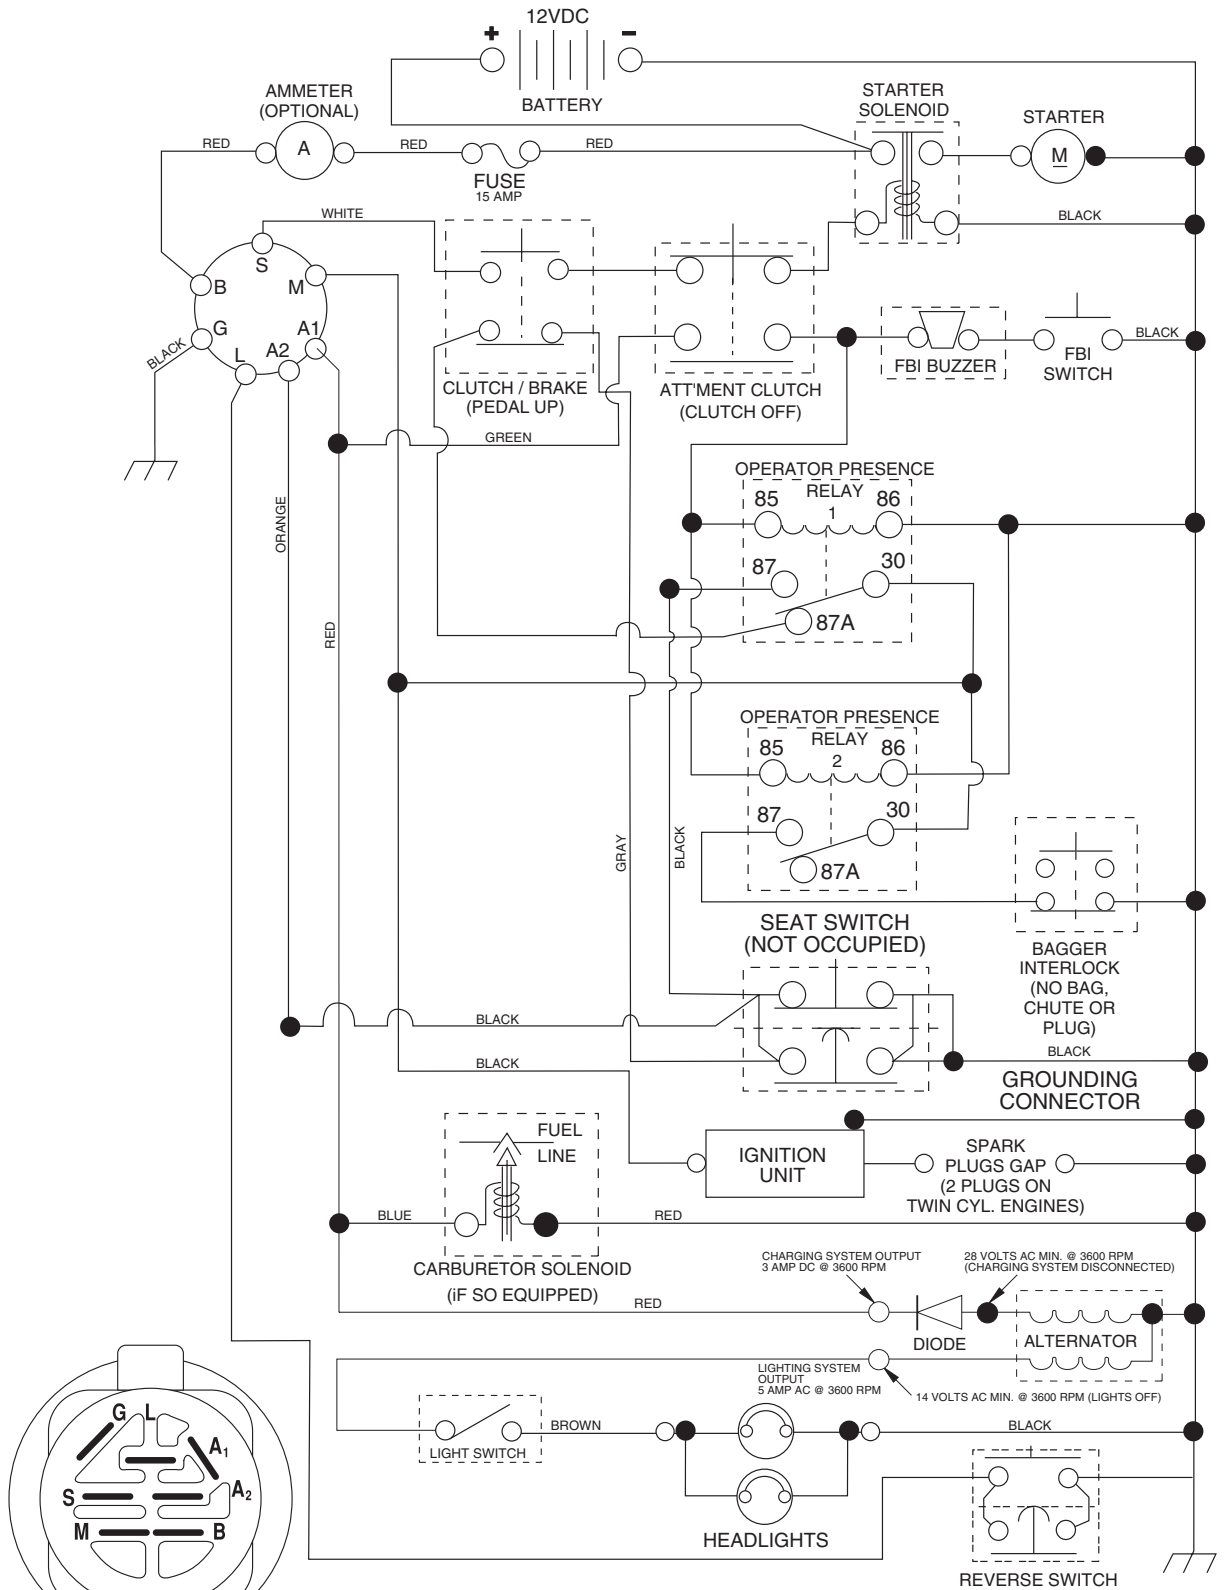 12VDC
+
-
BATTERY
AMMETER
(OPTIONAL)
STARTER
SOLENOID
STARTER
RED
A
RED
RED
M
FUSE
15 AMP
WHITE
BLACK
S
B
M
G
A1
L
A2
BLACK
CLUTCH / BRAKE
(PEDAL UP)
ATT'MENT CLUTCH
(CLUTCH OFF)
FBI BUZZER
FBI
SWITCH
BLACK
GREEN
ORANGE
RED
OPERATOR PRESENCE
RELAY
1
85
86
87
30
87A
OPERATOR PRESENCE
RELAY
2
85
86
87
30
87A
GRAY
BLACK
SEAT SWITCH
(NOT OCCUPIED)
BAGGER
INTERLOCK
(NO BAG,
CHUTE OR
PLUG)
BLACK
BLACK
BLACK
GROUNDING
CONNECTOR
FUEL
LINE
IGNITION
UNIT
SPARK
PLUGS GAP
(2 PLUGS ON
TWIN CYL. ENGINES)
BLUE
RED
CARBURETOR SOLENOID
(iF SO EQUIPPED)
CHARGING SYSTEM OUTPUT
3 AMP DC @ 3600 RPM
28 VOLTS AC MIN. @ 3600 RPM
(CHARGING SYSTEM DISCONNECTED)
RED
DIODE
ALTERNATOR
LIGHTING SYSTEM
OUTPUT
5 AMP AC @ 3600 RPM
14 VOLTS AC MIN. @ 3600 RPM (LIGHTS OFF)
BROWN
BLACK
LIGHT SWITCH
HEADLIGHTS
REVERSE SWITCH
G
L
A1
A2
S
M
B